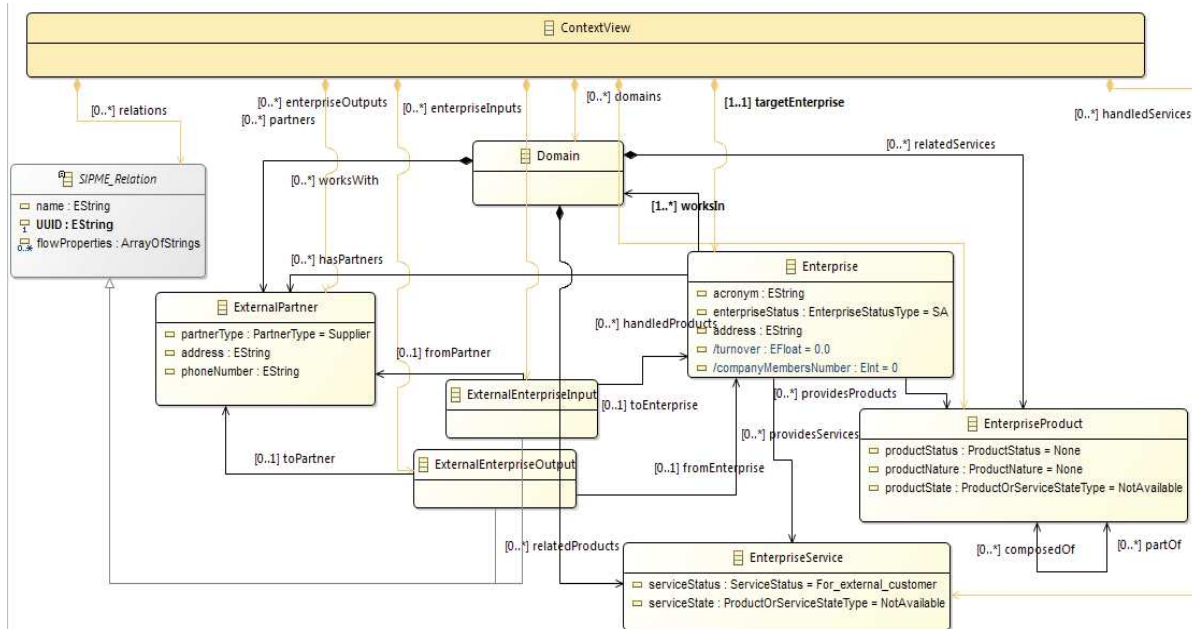 ContextView
[0..*] relations
[0..*] enterpriseOutputs
[0..*] partners
[0..*] enterpriseInputs
[0..*] domains
[1..1] targetEnterprise
[0..*] handledServices
SIPME_Relation
name : EString
1
UUID : EString
0..*
flowProperties : ArrayOfStrings
Domain
[0..*] relatedServices
[0..*] worksWith
[1..*] worksIn
[0..*] hasPartners
ExternalPartner
partnerType : PartnerType = Supplier
address : EString
phoneNumber : EString
Enterprise
acronym : EString
enterpriseStatus : EnterpriseStatusType = SA
address : EString
/turnover : EFloat = 0.0
/companyMembersNumber : EInt = 0
[0..*] handledProducts
[0..1] fromPartner
ExternalEnterpriseInput
[0..1] toEnterprise
[0..*] providesProducts
EnterpriseProduct
productStatus : ProductStatus = None
productNature : ProductNature = None
productState : ProductOrServiceStateType = NotAvailable
[0..*] providesServices
[0..1] toPartner
ExternalEnterpriseOutput
[0..1] fromEnterprise
[0..*] relatedProducts
[0..*] composedOf
[0..*] partOf
EnterpriseService
serviceStatus : ServiceStatus = For_external_customer
serviceState : ProductOrServiceStateType = NotAvailable